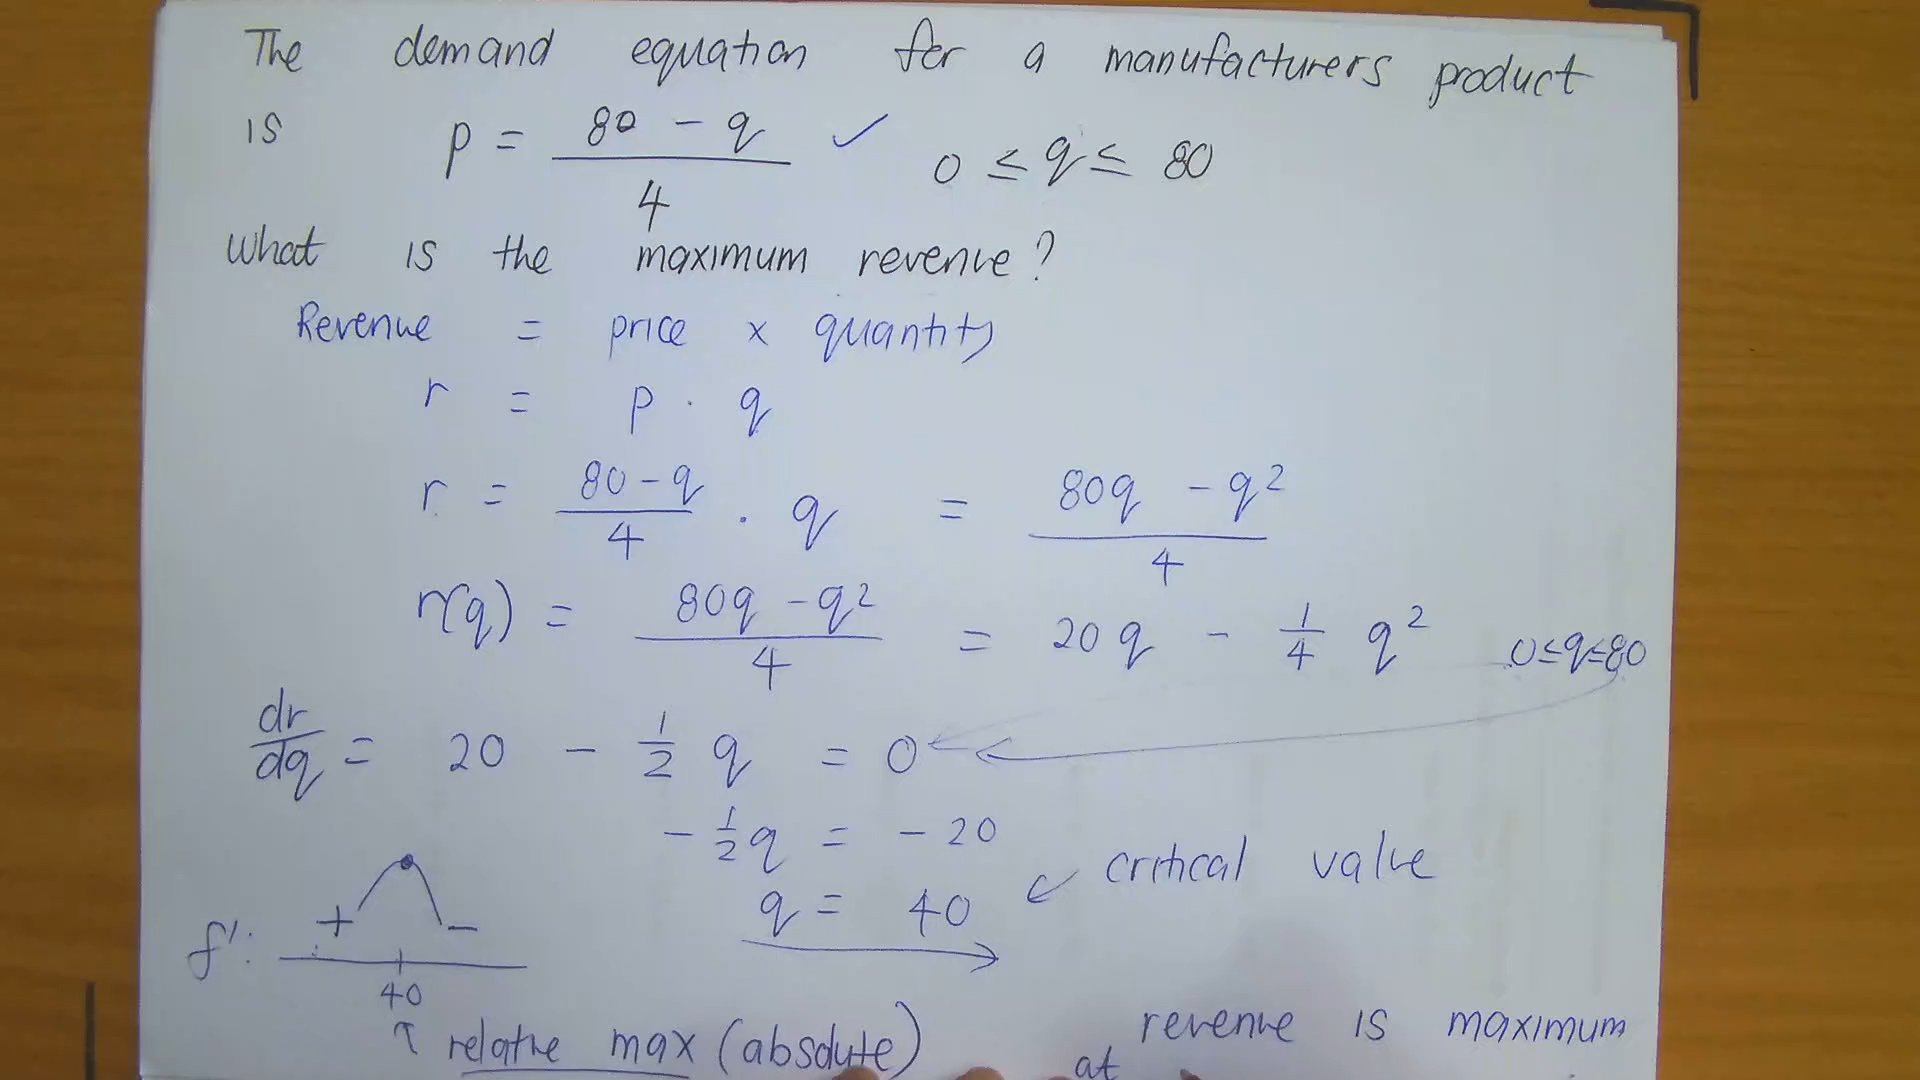 The demand equation for a manufacturers product
is p = (80 - q)/4 ✓ 0 ≤ q ≤ 80
what is the maximum revenue?
Revenue = price x quantity
r = p . q
r = (80 - q)/4 . q = (80q - q²)/4
r(q) = (80q - q²)/4 = 20q - 1/4 q² 0≤q≤80
dr/dq = 20 - 1/2 q = 0
- 1/2 q = - 20
q = 40 critical value
f': + -
40
relative max (absolute)
revenue is maximum
at